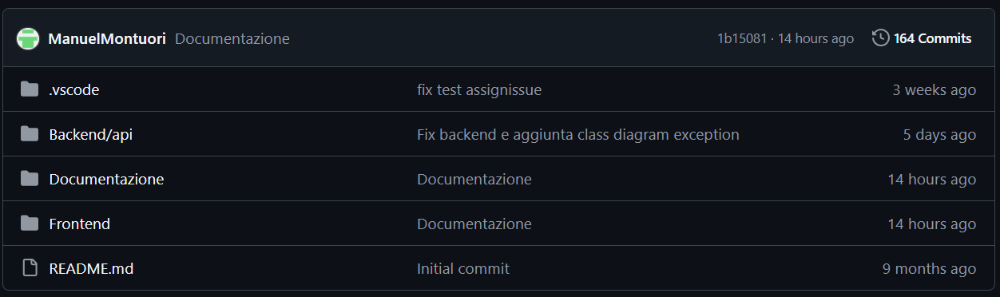 ManuelMontuori Documentazione 1b15081 · 14 hours ago 164 Commits
.vscode fix test assignissue 3 weeks ago
Backend/api Fix backend e aggiunta class diagram exception 5 days ago
Documentazione Documentazione 14 hours ago
Frontend Documentazione 14 hours ago
README.md Initial commit 9 months ago